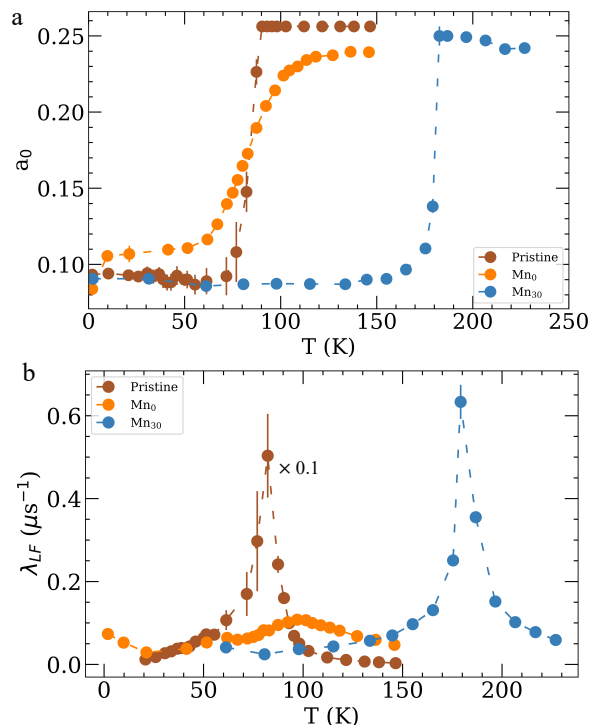 a
0.25
0.20
0.15
0.10
a₀
Pristine
Mn₀
Mn₃₀
0 50 100 150 200 250
T (K)
b
Pristine
Mn₀
Mn₃₀
0.6
0.4
0.2
0.0
λ_LF (μs⁻¹)
× 0.1
0 50 100 150 200
T (K)